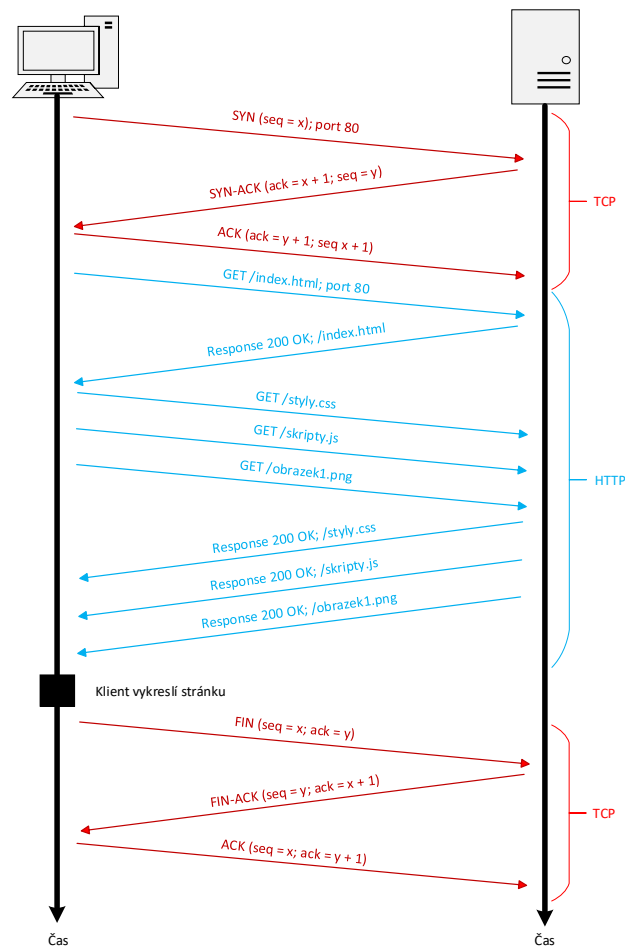 SYN (seq = x); port 80
SYN-ACK (ack = x + 1; seq = y)
TCP
ACK (ack = y + 1; seq x + 1)
GET /index.html; port 80
Response 200 OK; /index.html
GET /styly.css
GET /skripty.js
GET /obrazek1.png
HTTP
Response 200 OK; /styly.css
Response 200 OK; /skripty.js
Response 200 OK; /obrazek1.png
Klient vykreslí stránku
FIN (seq = x; ack = y)
FIN-ACK (seq = y; ack = x + 1)
TCP
ACK (seq = x; ack = y + 1)
Čas
Čas